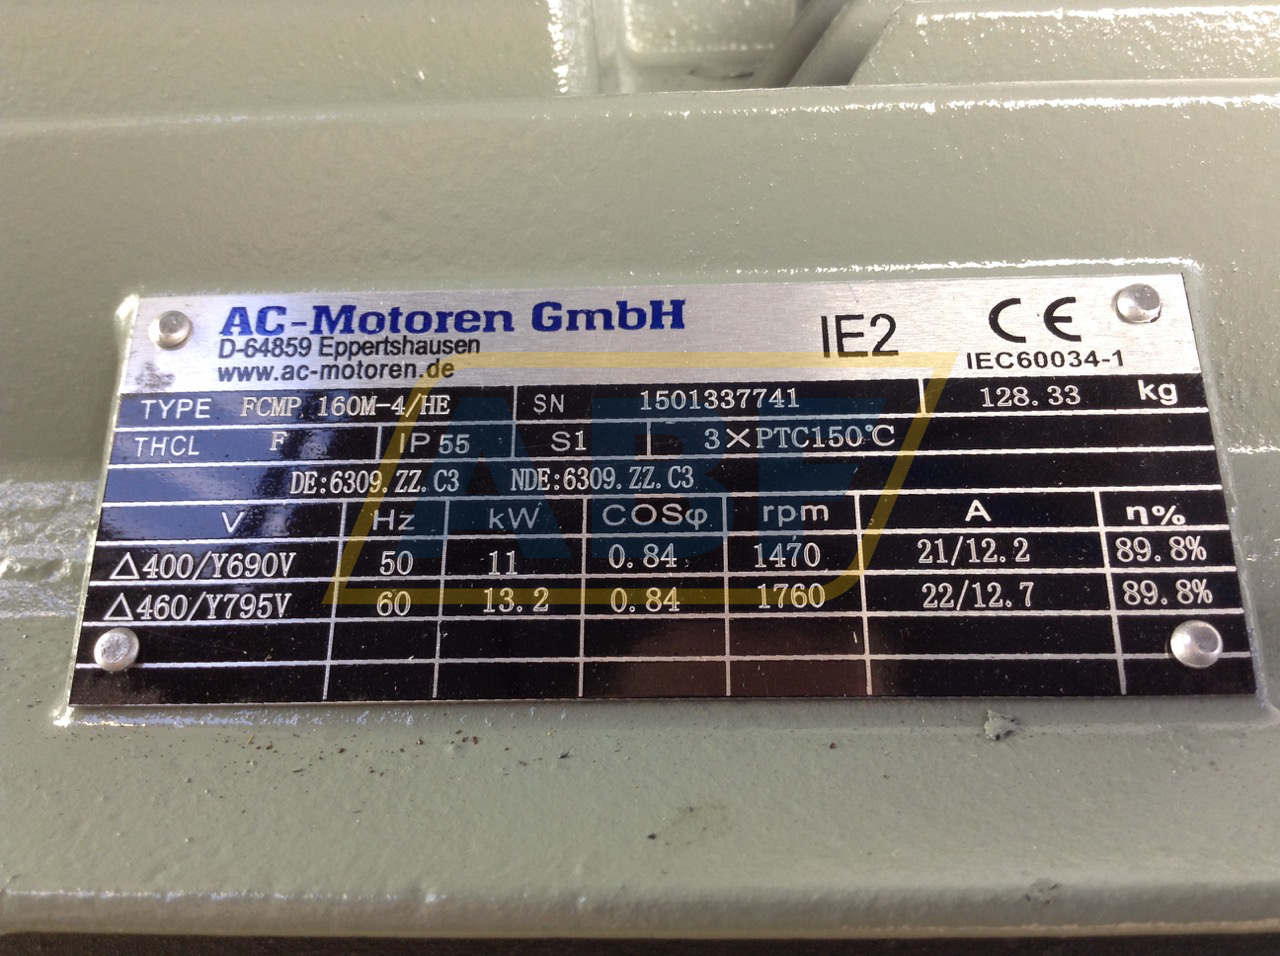 AC-Motoren GmbH
D-64859 Eppertshausen
www.ac-motoren.de
IE2
CE
IEC60034-1
TYPE FCMP 160M-4/HE SN 1501337741 128.33 kg
THCL F IP 55 S1 3×PTC150℃
DE:6309.ZZ.C3 NDE:6309.ZZ.C3
V Hz kW COSφ rpm A η%
△400/Y690V 50 11 0.84 1470 21/12.2 89.8%
△460/Y795V 60 13.2 0.84 1760 22/12.7 89.8%
ABF